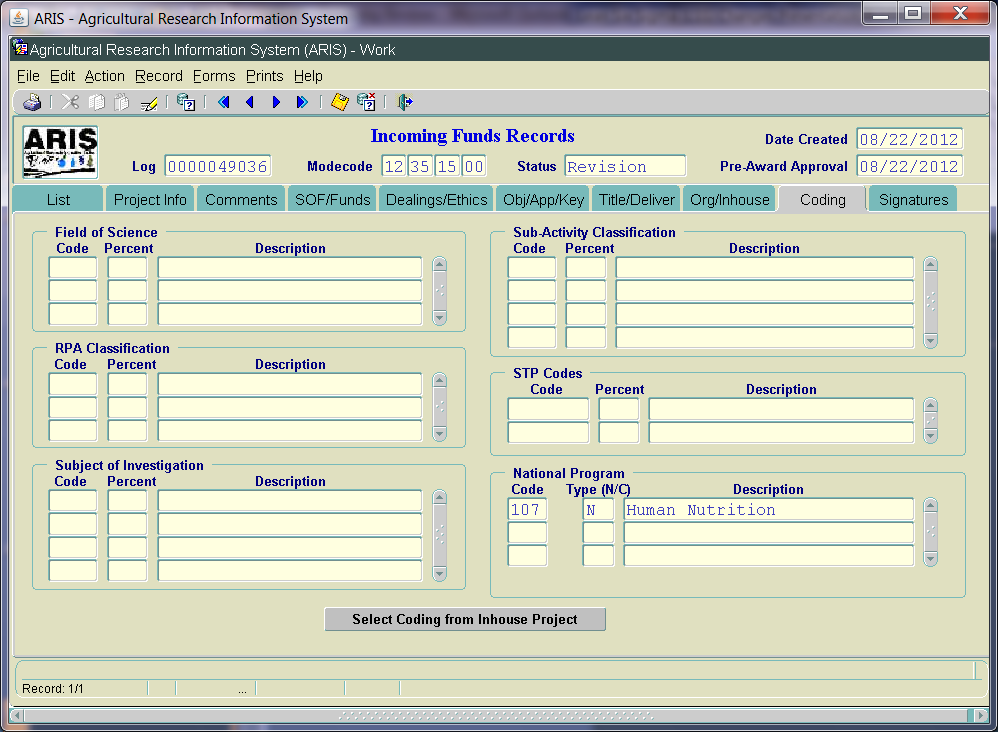 ARIS - Agricultural Research Information System
Agricultural Research Information System (ARIS) - Work
File Edit Action Record Forms Prints Help
ARIS
Incoming Funds Records
Date Created 08/22/2012
Log 0000049036 Modecode 12 35 15 00 Status Revision Pre-Award Approval 08/22/2012
List Project Info Comments SOF/Funds Dealings/Ethics Obj/App/Key Title/Deliver Org/Inhouse Coding Signatures
Field of Science
Code Percent Description
Sub-Activity Classification
Code Percent Description
RPA Classification
Code Percent Description
STP Codes
Code Percent Description
Subject of Investigation
Code Percent Description
National Program
Code Type (N/C) Description
107 N Human Nutrition
Select Coding from Inhouse Project
Record: 1/1 ...